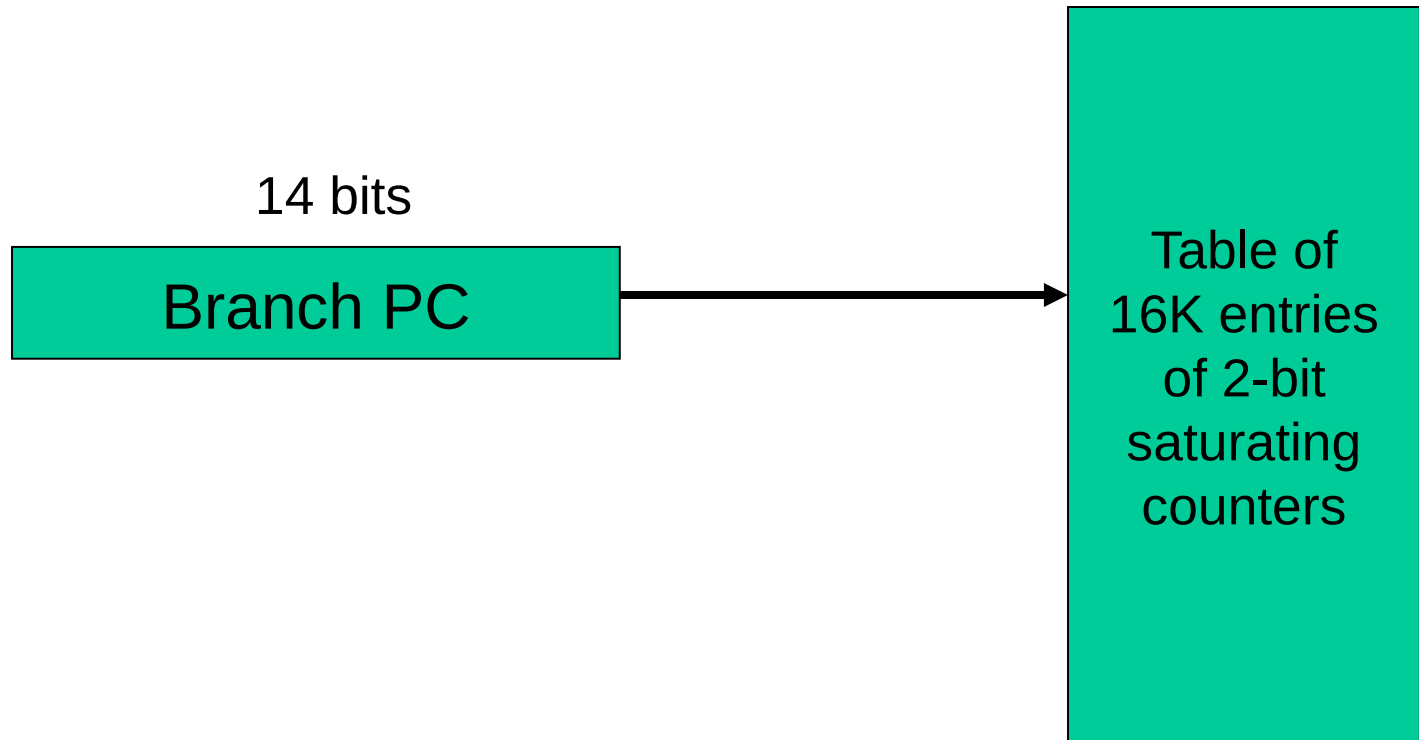 14 bits
Branch PC
Table of
16K entries
of 2-bit
saturating
counters